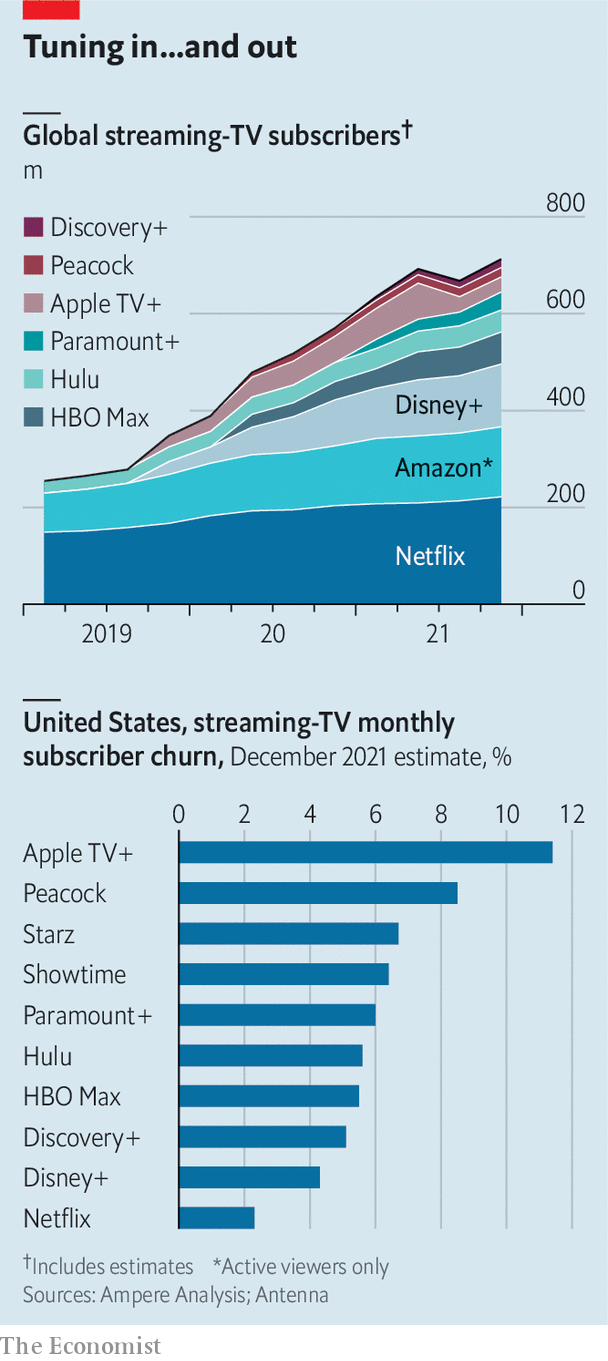 Tuning in...and out
Global streaming-TV subscribers†
m
800
600
400
200
0
Discovery+
Peacock
Apple TV+
Paramount+
Hulu
HBO Max
Disney+
Amazon*
Netflix
2019
20
21
United States, streaming-TV monthly
subscriber churn, December 2021 estimate, %
0 2 4 6 8 10 12
Apple TV+
Peacock
Starz
Showtime
Paramount+
Hulu
HBO Max
Discovery+
Disney+
Netflix
†Includes estimates *Active viewers only
Sources: Ampere Analysis; Antenna
The Economist